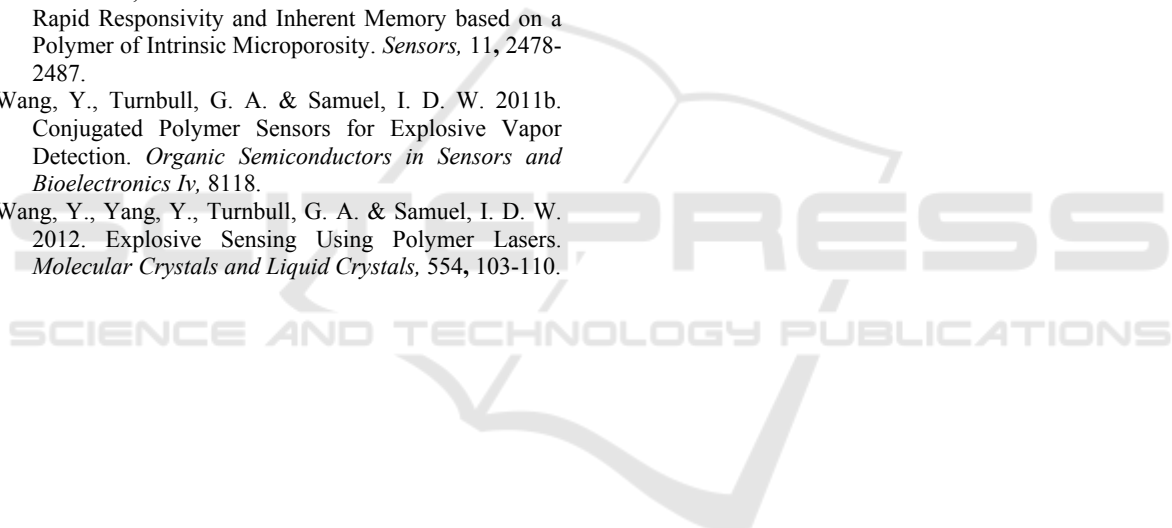 Rapid Responsivity and Inherent Memory based on a
Polymer of Intrinsic Microporosity. Sensors, 11, 2478-
2487.
Wang, Y., Turnbull, G. A. & Samuel, I. D. W. 2011b.
Conjugated Polymer Sensors for Explosive Vapor
Detection. Organic Semiconductors in Sensors and
Bioelectronics Iv, 8118.
Wang, Y., Yang, Y., Turnbull, G. A. & Samuel, I. D. W.
2012. Explosive Sensing Using Polymer Lasers.
Molecular Crystals and Liquid Crystals, 554, 103-110.
SCITEPRESS
SCIENCE AND TECHNOLOGY PUBLICATIONS